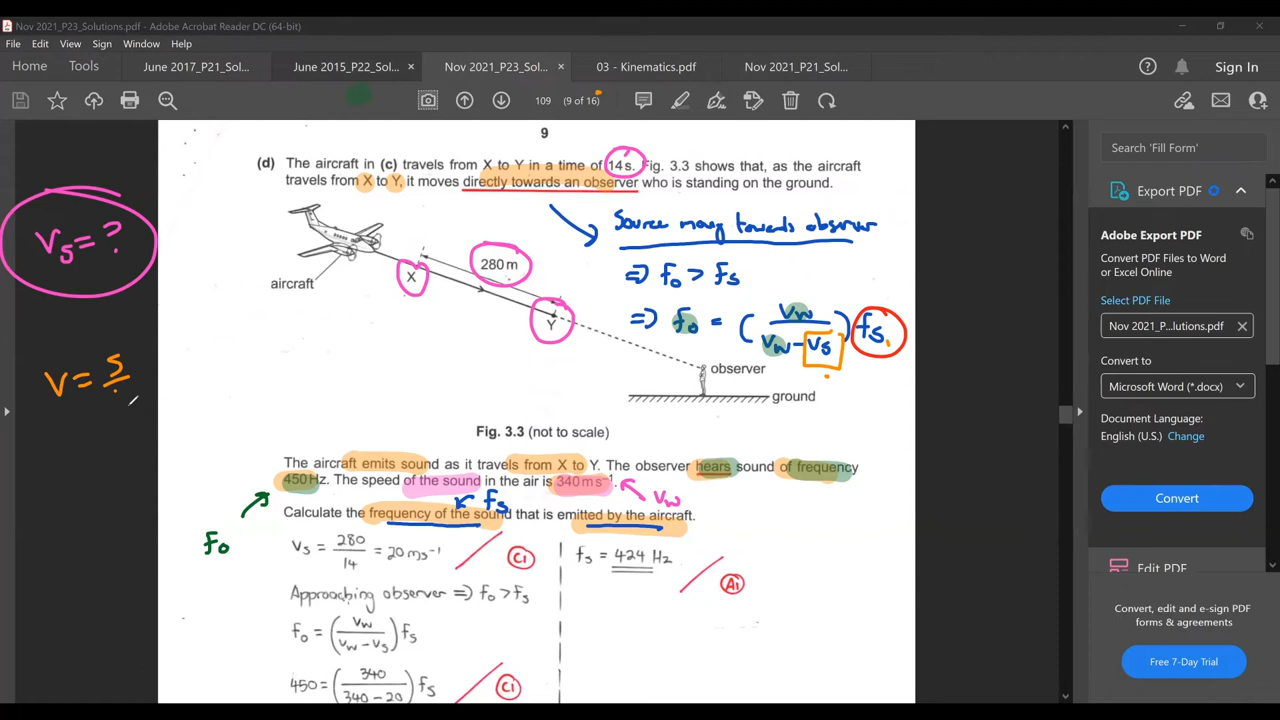 Nov 2021_P23_Solutions.pdf - Adobe Acrobat Reader DC (64-bit)
File Edit View Sign Window Help
Home Tools June 2017_P21_Sol... June 2015_P22_Sol... × Nov 2021_P23_Sol... × 03 - Kinematics.pdf Nov 2021_P21_Sol... Sign In
109 (9 of 16)
9
(d) The aircraft in (c) travels from X to Y in a time of 14 s. Fig. 3.3 shows that, as the aircraft
travels from X to Y, it moves directly towards an observer who is standing on the ground.
Source moving towards observer
⇒ fo > fs
⇒ fo = (Vw / Vw - Vs) fs
Vs = ?
V = s
280 m
X
Y
aircraft
observer
ground
Fig. 3.3 (not to scale)
The aircraft emits sound as it travels from X to Y. The observer hears sound of frequency
450 Hz. The speed of the sound in the air is 340 m s⁻¹.
Vw
fs
Calculate the frequency of the sound that is emitted by the aircraft.
fo
Vs = 280 / 14 = 20 ms⁻¹ C1
Approaching observer ⇒ fo > fs
fo = (Vw / Vw - Vs) fs
450 = (340 / 340 - 20) fs C1
fs = 424 Hz A1
Search 'Fill Form'
Export PDF
Adobe Export PDF
Convert PDF Files to Word
or Excel Online
Select PDF File
Nov 2021_P...lutions.pdf ×
Convert to
Microsoft Word (*.docx)
Document Language:
English (U.S.) Change
Convert
Edit PDF
Convert, edit and e-sign PDF
forms & agreements
Free 7-Day Trial